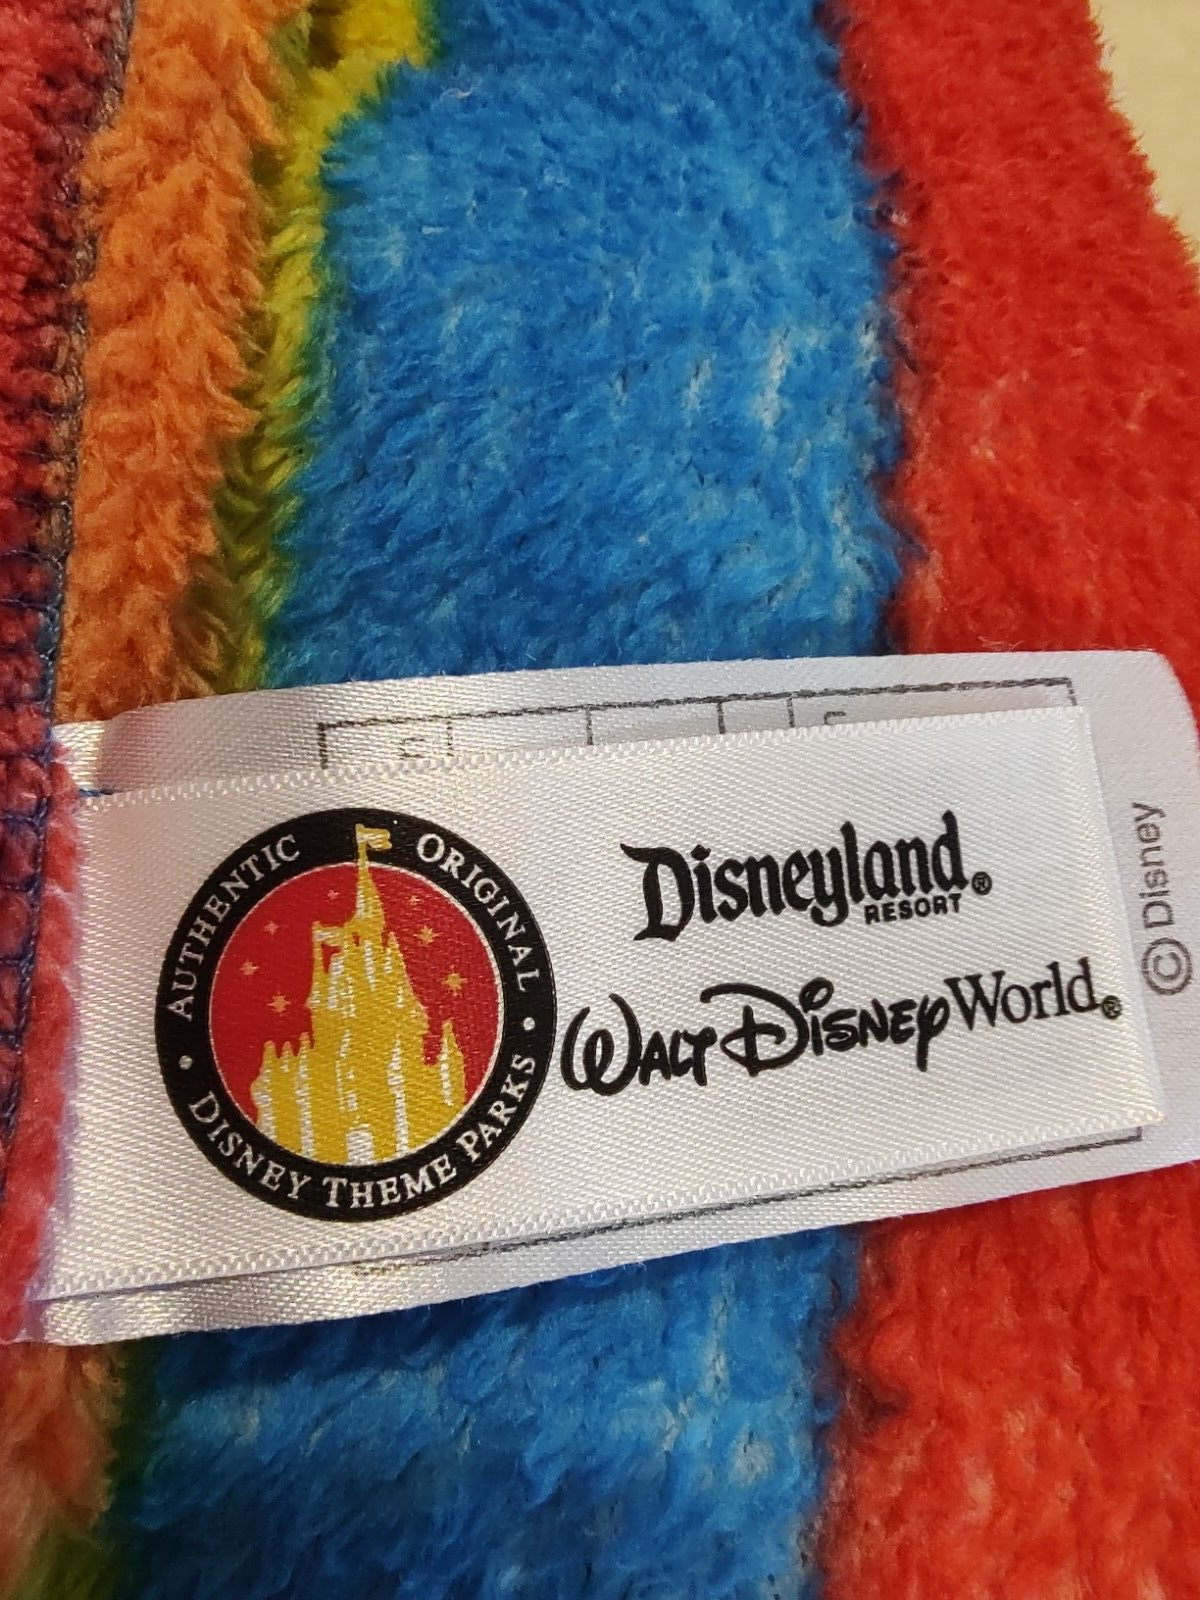 AUTHENTIC ORIGINAL
DISNEY THEME PARKS
Disneyland®
RESORT
WALT DISNEY World®
© Disney